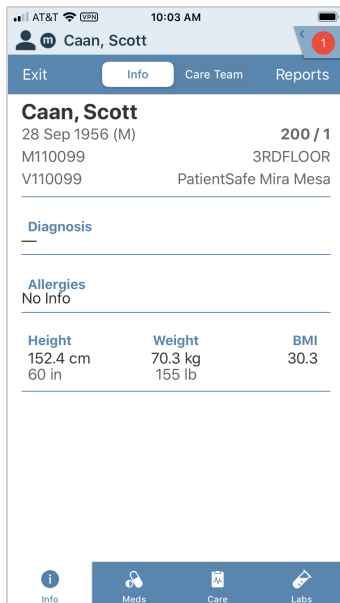 AT&T VPN 10:03 AM
m Caan, Scott 1
Exit Info Care Team Reports
Caan, Scott
28 Sep 1956 (M) 200 / 1
M110099 3RDFLOOR
V110099 PatientSafe Mira Mesa
Diagnosis
—
Allergies
No Info
Height Weight BMI
152.4 cm 70.3 kg 30.3
60 in 155 lb
Info Meds Care Labs